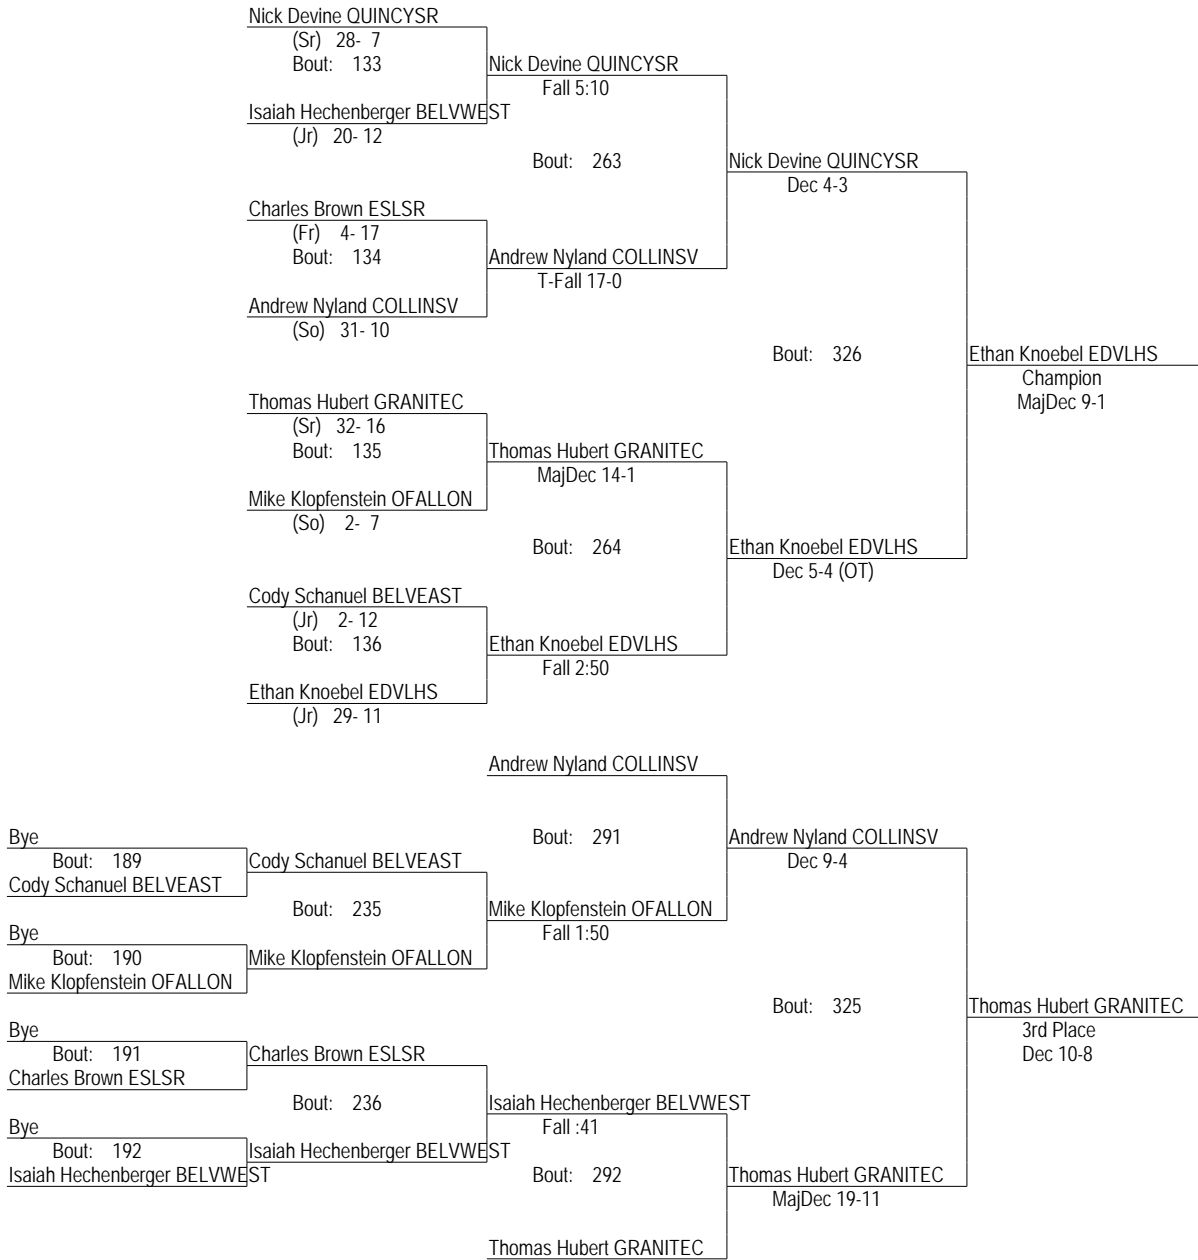 Nick Devine QUINCYSR
(Sr) 28- 7
Bout: 133
Nick Devine QUINCYSR
Fall 5:10
Isaiah Hechenberger BELVWEST
(Jr) 20- 12
Bout: 263
Nick Devine QUINCYSR
Dec 4-3
Charles Brown ESLSR
(Fr) 4- 17
Bout: 134
Andrew Nyland COLLINSV
T-Fall 17-0
Andrew Nyland COLLINSV
(So) 31- 10
Bout: 326
Ethan Knoebel EDVLHS
Champion
MajDec 9-1
Thomas Hubert GRANITEC
(Sr) 32- 16
Bout: 135
Thomas Hubert GRANITEC
MajDec 14-1
Mike Klopfenstein OFALLON
(So) 2- 7
Bout: 264
Ethan Knoebel EDVLHS
Dec 5-4 (OT)
Cody Schanuel BELVEAST
(Jr) 2- 12
Bout: 136
Ethan Knoebel EDVLHS
Fall 2:50
Ethan Knoebel EDVLHS
(Jr) 29- 11
Andrew Nyland COLLINSV
Bye
Bout: 291
Andrew Nyland COLLINSV
Bout: 189
Cody Schanuel BELVEAST
Dec 9-4
Cody Schanuel BELVEAST
Bout: 235
Mike Klopfenstein OFALLON
Fall 1:50
Bye
Bout: 190
Mike Klopfenstein OFALLON
Mike Klopfenstein OFALLON
Bout: 325
Thomas Hubert GRANITEC
3rd Place
Dec 10-8
Bye
Bout: 191
Charles Brown ESLSR
Charles Brown ESLSR
Bout: 236
Isaiah Hechenberger BELVWEST
Fall :41
Bye
Bout: 192
Isaiah Hechenberger BELVWEST
Isaiah Hechenberger BELVWEST
Bout: 292
Thomas Hubert GRANITEC
MajDec 19-11
Thomas Hubert GRANITEC